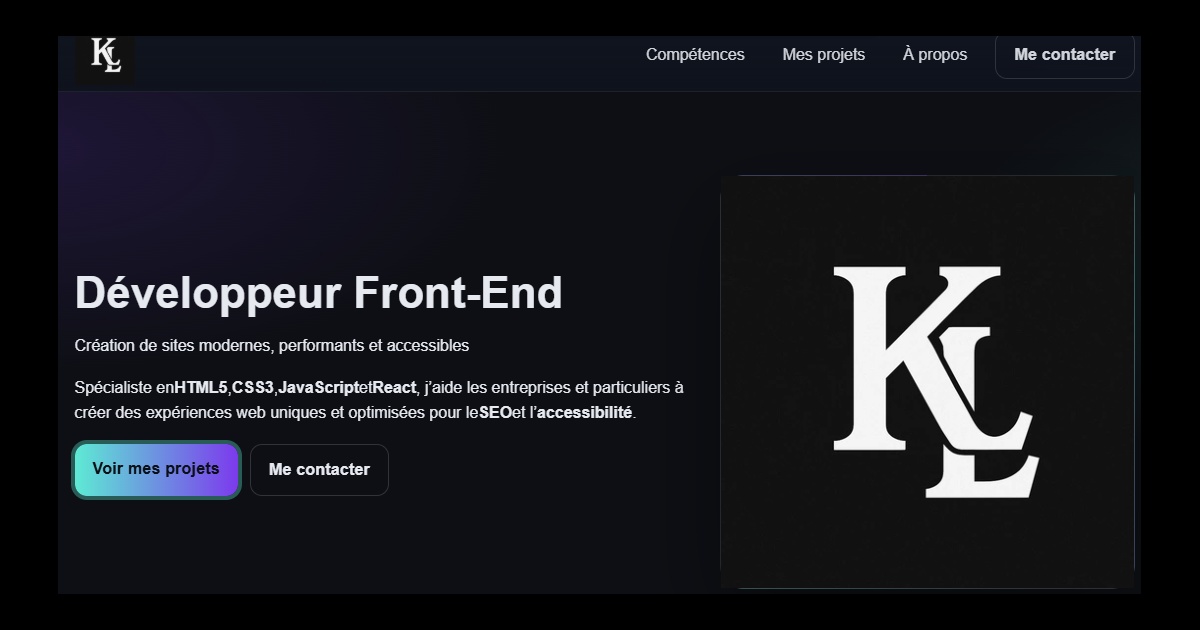 KL
Compétences Mes projets À propos Me contacter
Développeur Front-End
Création de sites modernes, performants et accessibles
Spécialiste enHTML5,CSS3,JavaScriptetReact, j’aide les entreprises et particuliers à
créer des expériences web uniques et optimisées pour leSEOet l’accessibilité.
Voir mes projets Me contacter
KL